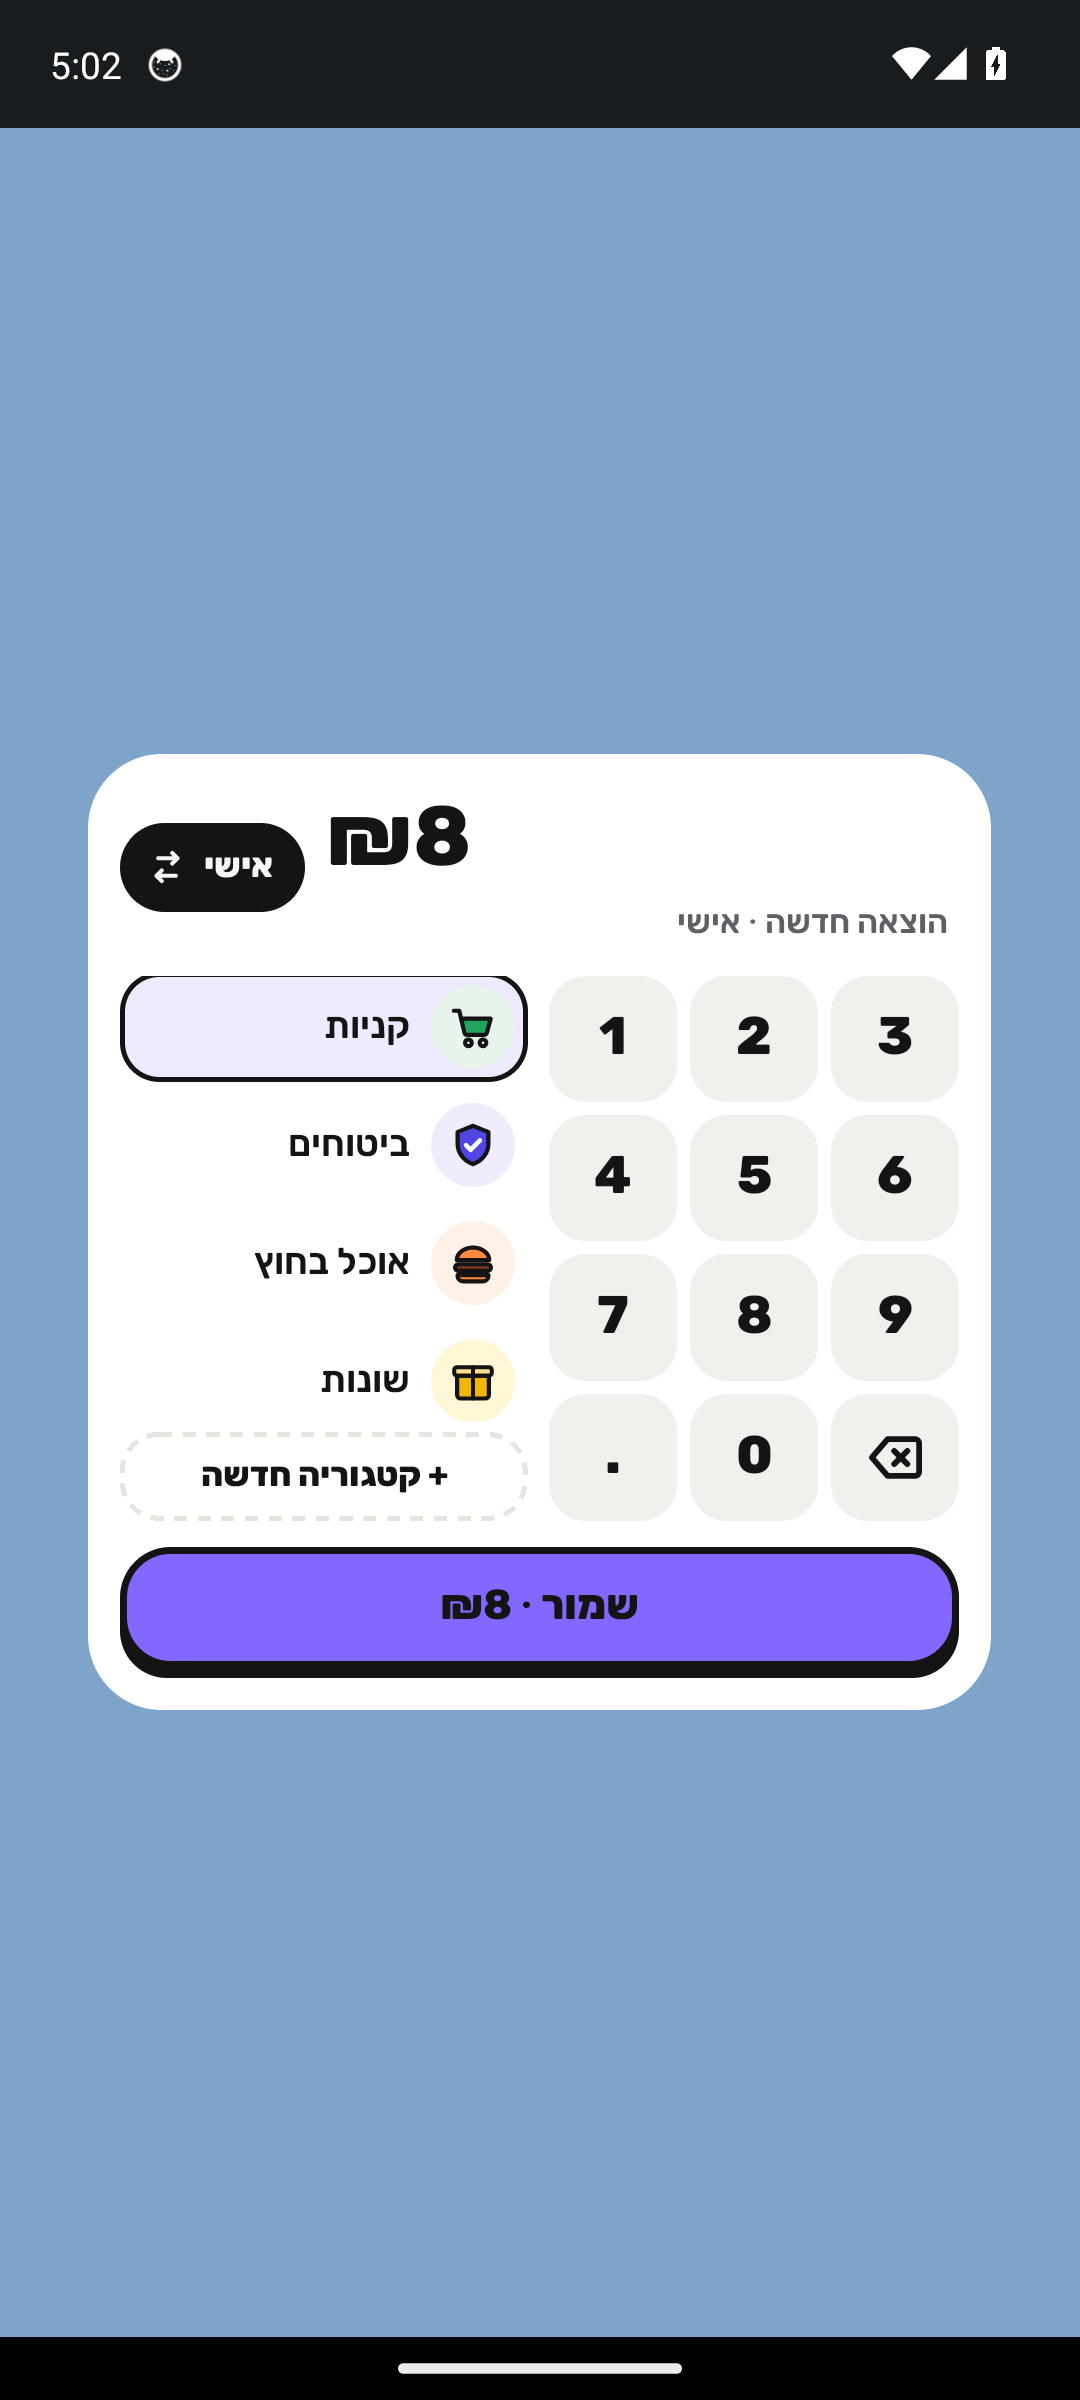 5:02
₪8
אישי
הוצאה חדשה · אישי
קניות
ביטוחים
אוכל בחוץ
שונות
+ קטגוריה חדשה
1 2 3
4 5 6
7 8 9
. 0
שמור · ₪8